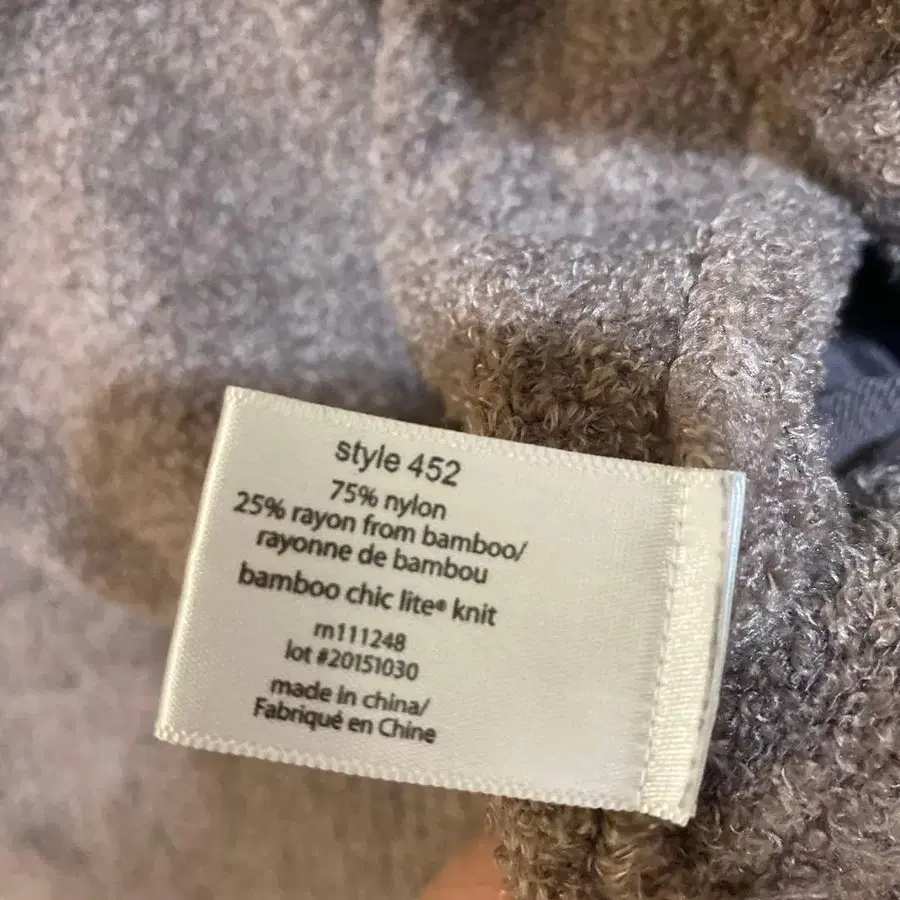 style 452
75% nylon
25% rayon from bamboo/
rayonne de bambou
bamboo chic lite® knit
rn111248
lot #20151030
made in china/
Fabriqué en Chine